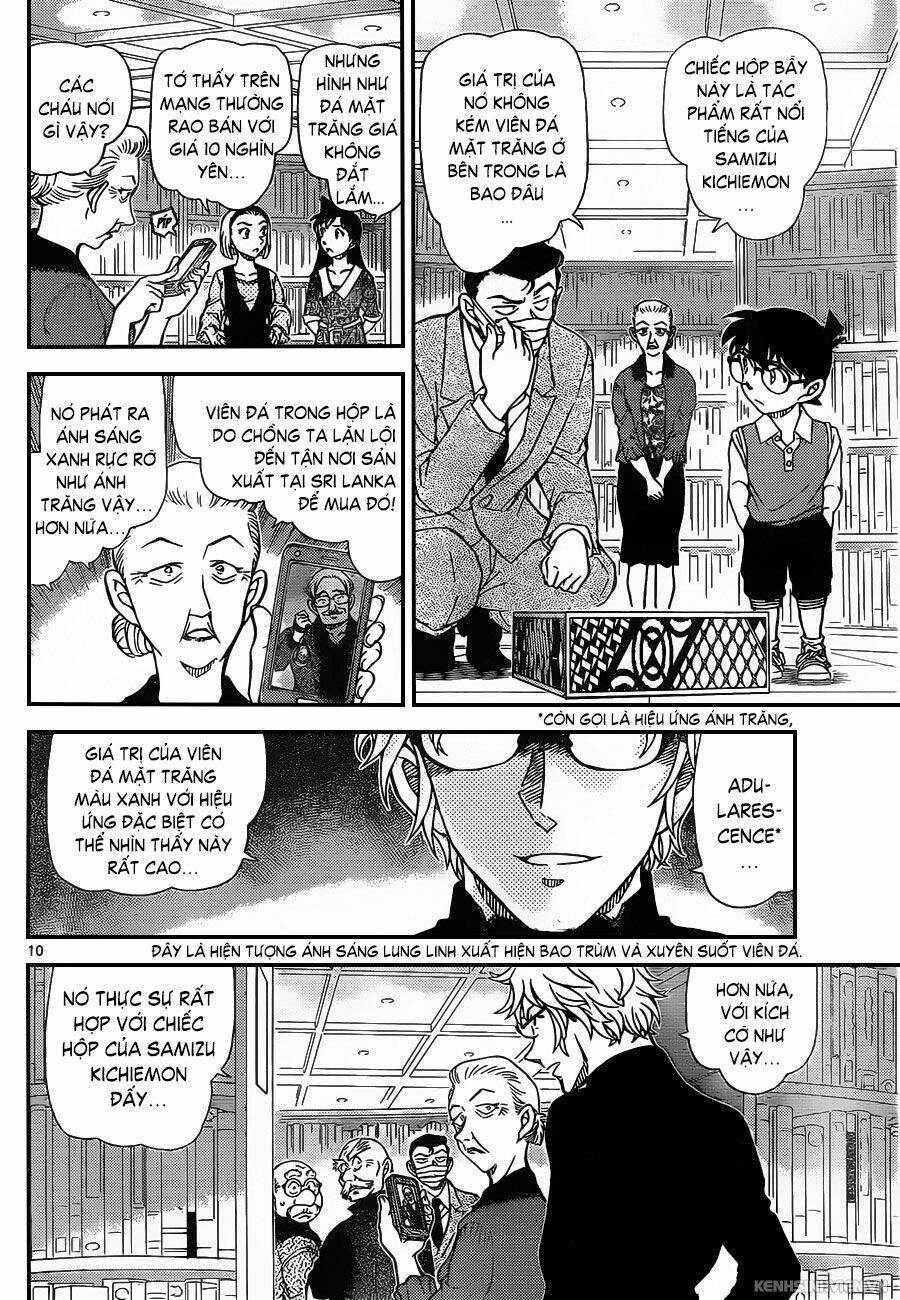 CHIẾC HỘP BẪY
NÀY LÀ TÁC
PHẨM RẤT NỔI
TIẾNG CỦA
SAMIZU
KICHIEMON
...
GIÁ TRỊ CỦA
NÓ KHÔNG
KÉM VIÊN ĐÁ
MẶT TRĂNG Ở
BÊN TRONG LÀ
BAO ĐÂU
...
NHƯNG
HÌNH NHƯ
ĐÁ MẶT
TRĂNG GIÁ
KHÔNG
ĐẮT
LẮM...
TỚ THẤY TRÊN
MẠNG THƯỜNG
RAO BÁN VỚI
GIÁ 10 NGHÌN
YÊN...
CÁC
CHÁU NÓI
GÌ VẬY?
PÍP
VIÊN ĐÁ TRONG HỘP LÀ
DO CHỒNG TA LẶN LỘI
ĐẾN TẬN NƠI SẢN
XUẤT TẠI SRI LANKA
ĐỂ MUA ĐÓ!
NÓ PHÁT RA
ÁNH SÁNG
XANH RỰC RỠ
NHƯ ÁNH
TRĂNG VẬY...
HƠN NỮA...
*CÒN GỌI LÀ HIỆU ỨNG ÁNH TRĂNG,
ADU-
LARES-
CENCE*
...
GIÁ TRỊ CỦA VIÊN
ĐÁ MẶT TRĂNG
MÀU XANH VỚI HIỆU
ỨNG ĐẶC BIỆT CÓ
THỂ NHÌN THẤY NÀY
RẤT CAO...
10
ĐÂY LÀ HIỆN TƯỢNG ÁNH SÁNG LUNG LINH XUẤT HIỆN BAO TRÙM VÀ XUYÊN SUỐT VIÊN ĐÁ.
HƠN NỮA,
VỚI KÍCH
CỠ NHƯ
VẬY...
NÓ THỰC SỰ RẤT
HỢP VỚI CHIẾC
HỘP CỦA SAMIZU
KICHIEMON
ĐẤY...